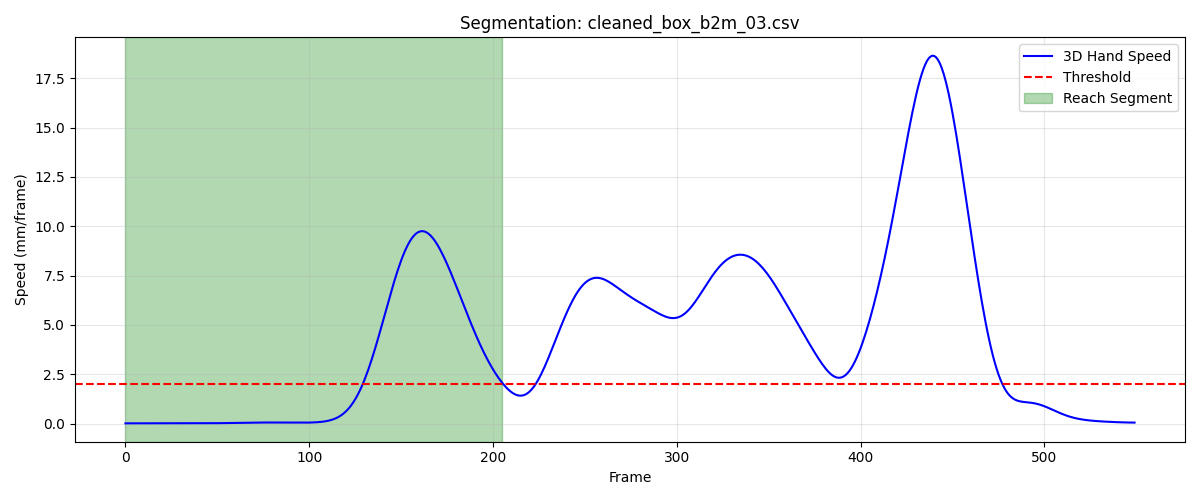 Segmentation: cleaned_box_b2m_03.csv
3D Hand Speed
Threshold
Reach Segment
Speed (mm/frame)
17.5
15.0
12.5
10.0
7.5
5.0
2.5
0.0
0 100 200 300 400 500
Frame